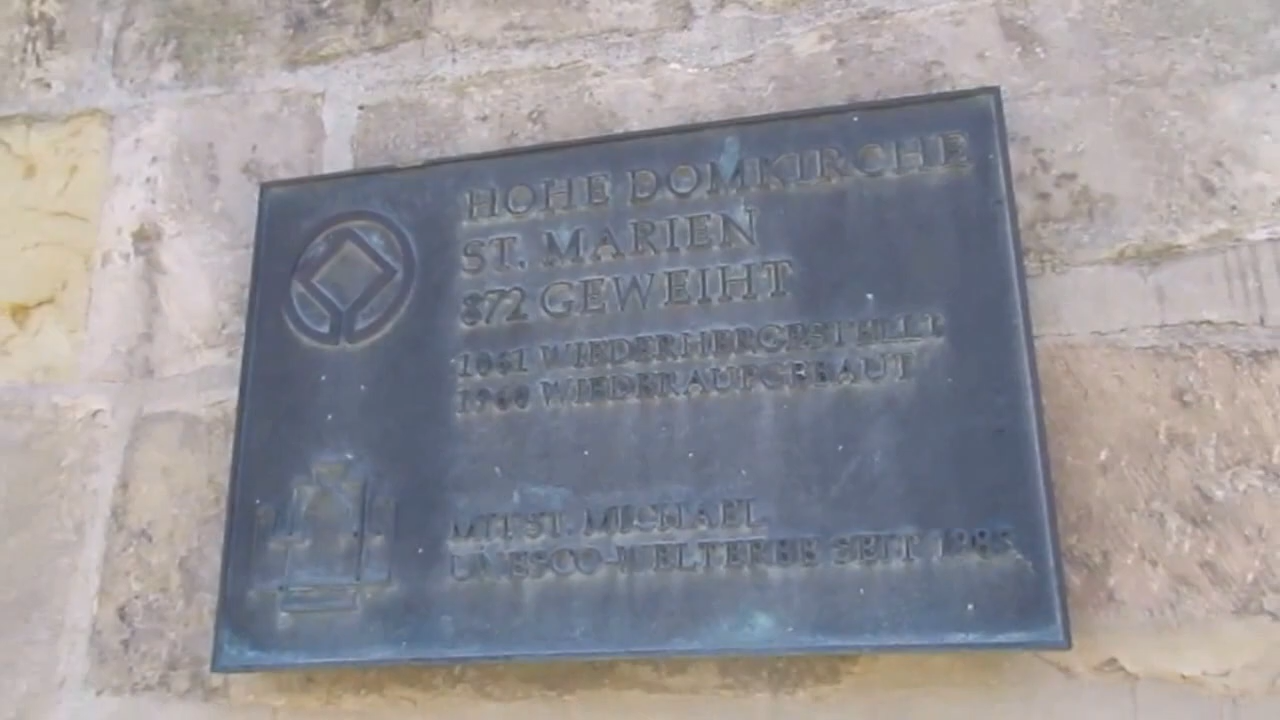 HOHE DOMKIRCHE
ST. MARIEN
872 GEWEIHT
1061 WIEDERHERGESTELLT
1960 WIEDERAUFGEBAUT
MIT ST. MICHAEL
UNESCO-WELTERBE SEIT 1985